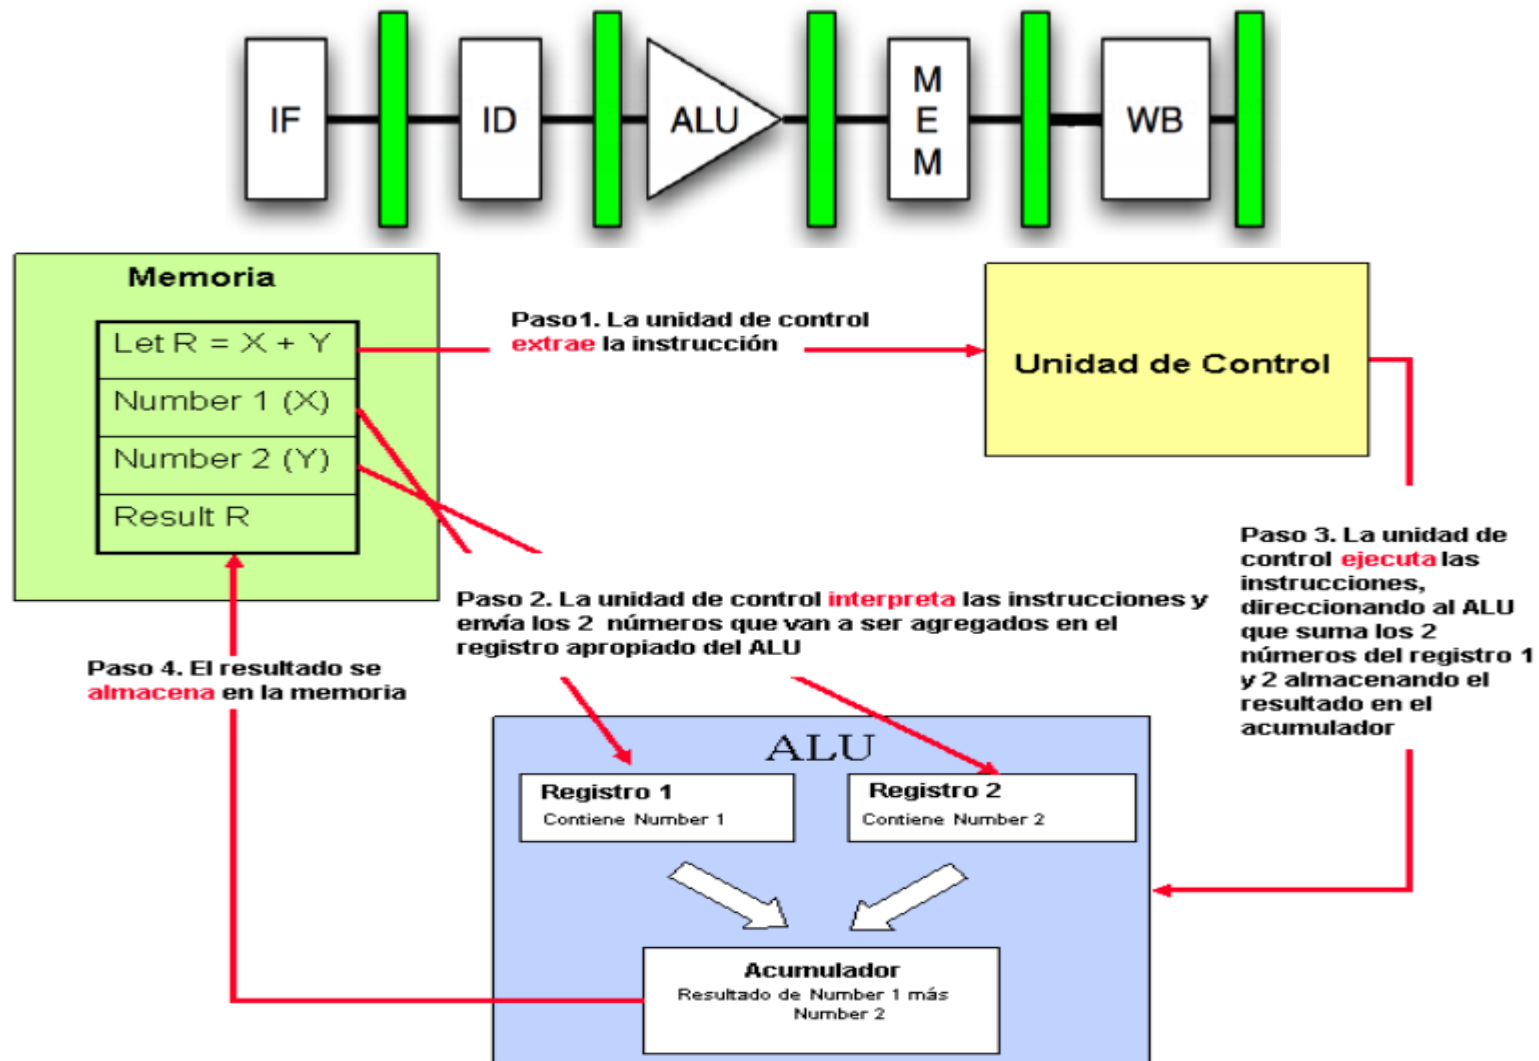 IF
ID
ALU
M
E
M
WB
Memoria
Let R = X + Y
Number 1 (X)
Number 2 (Y)
Result R
Paso1. La unidad de control
extrae la instrucción
Unidad de Control
Paso 2. La unidad de control interpreta las instrucciones y
envía los 2 números que van a ser agregados en el
registro apropiado del ALU
Paso 3. La unidad de
control ejecuta las
instrucciones,
direccionando al ALU
que suma los 2
números del registro 1
y 2 almacenando el
resultado en el
acumulador
Paso 4. El resultado se
almacena en la memoria
ALU
Registro 1
Contiene Number 1
Registro 2
Contiene Number 2
Acumulador
Resultado de Number 1 más
Number 2